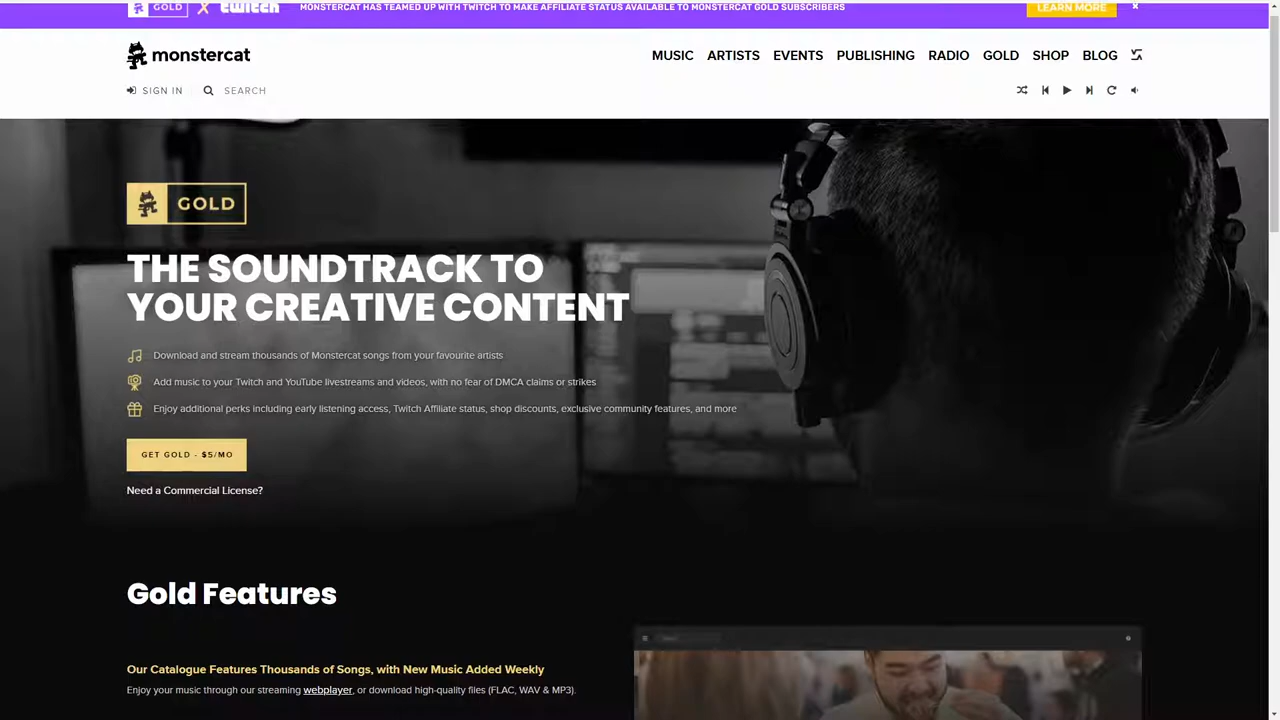 GOLD X twitch MONSTERCAT HAS TEAMED UP WITH TWITCH TO MAKE AFFILIATE STATUS AVAILABLE TO MONSTERCAT GOLD SUBSCRIBERS LEARN MORE ×
monstercat MUSIC ARTISTS EVENTS PUBLISHING RADIO GOLD SHOP BLOG
SIGN IN SEARCH
GOLD
THE SOUNDTRACK TO
YOUR CREATIVE CONTENT
Download and stream thousands of Monstercat songs from your favourite artists
Add music to your Twitch and YouTube livestreams and videos, with no fear of DMCA claims or strikes
Enjoy additional perks including early listening access, Twitch Affiliate status, shop discounts, exclusive community features, and more
GET GOLD - $5/MO
Need a Commercial License?
Gold Features
Our Catalogue Features Thousands of Songs, with New Music Added Weekly
Enjoy your music through our streaming webplayer, or download high-quality files (FLAC, WAV & MP3).